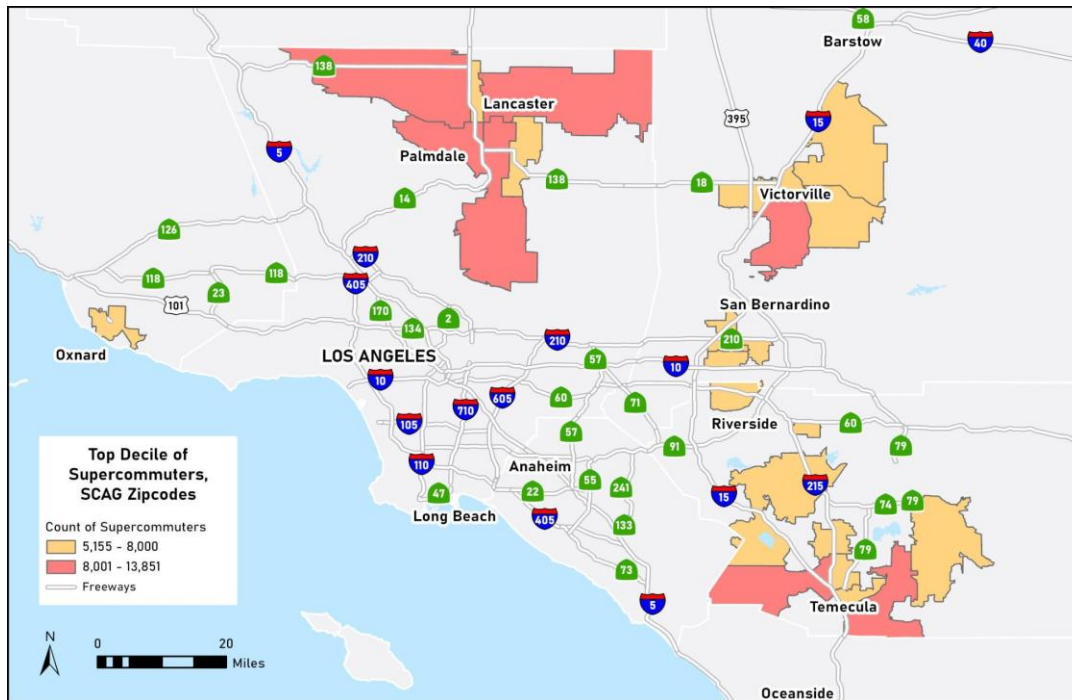 58
Barstow
40
138
Lancaster
395
15
5
Palmdale
138
18
Victorville
14
126
210
118
118
405
23
101
170
134
2
San Bernardino
210
210
Oxnard
LOS ANGELES
57
10
10
605
60
71
710
105
57
Riverside
60
91
79
Anaheim
110
55
241
15
215
47
22
74
79
Long Beach
405
133
79
73
5
Temecula
Oceanside
Top Decile of
Supercommuters,
SCAG Zipcodes
Count of Supercommuters
5,155 - 8,000
8,001 - 13,851
Freeways
N
0
20
Miles